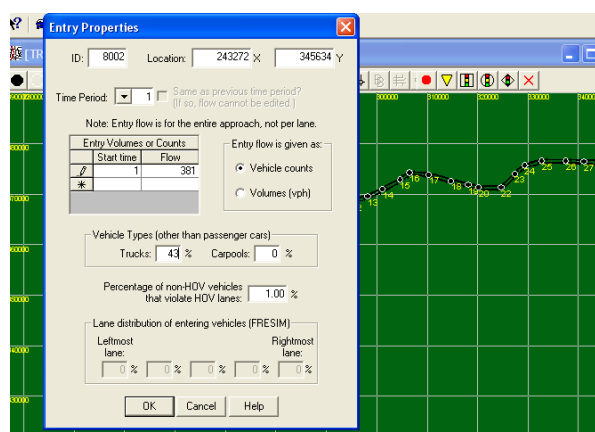 Entry Properties
[TR
ID: 8002 Location: 243272 X 345634 Y
Time Period: 1 Same as previous time period?
(If so, flow cannot be edited.)
Note: Entry flow is for the entire approach, not per lane.
Entry Volumes or Counts
Start time Flow
1 381
*
Entry flow is given as:
Vehicle counts
Volumes (vph)
Vehicle Types (other than passenger cars)
Trucks: 43 % Carpools: 0 %
Percentage of non-HOV vehicles
that violate HOV lanes: 1.00 %
Lane distribution of entering vehicles (FRESIM)
Leftmost
lane:
Rightmost
lane:
0 % 0 % 0 % 0 % 0 %
OK Cancel Help
300000 310000 320000 330000
13 14 15 16 17 18 19 20 22 23 24 25 26 27